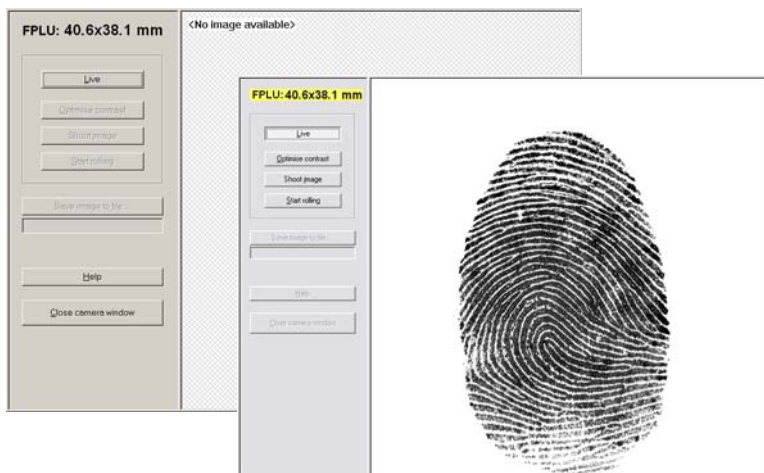 FPLU: 40.6x38.1 mm
Live
Optimise contrast
Shoot image
Start rolling
Save image to file...
Help
Close camera window
<No image available>
FPLU: 40.6x38.1 mm
Live
Optimise contrast
Shoot image
Start rolling
Save image to file...
Help
Close camera window